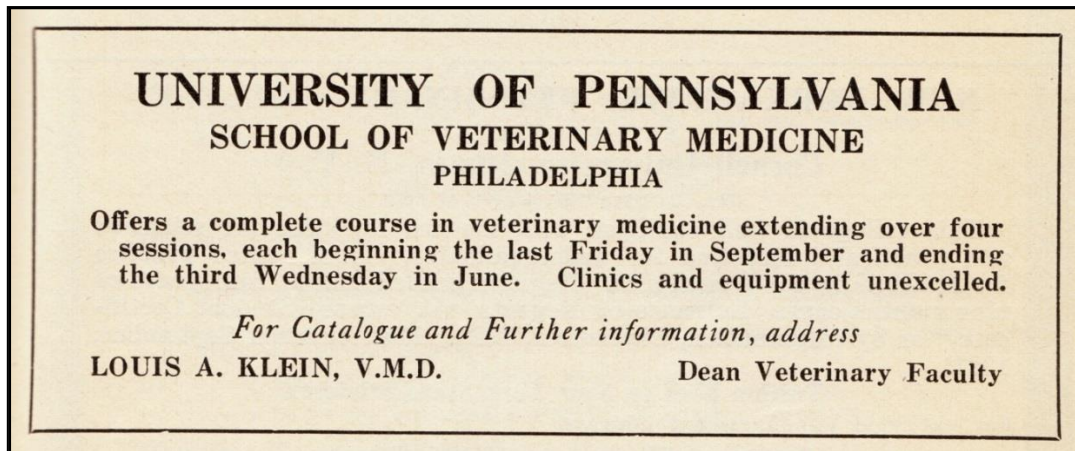 UNIVERSITY OF PENNSYLVANIA
SCHOOL OF VETERINARY MEDICINE
PHILADELPHIA
Offers a complete course in veterinary medicine extending over four
sessions, each beginning the last Friday in September and ending
the third Wednesday in June. Clinics and equipment unexcelled.
For Catalogue and Further information, address
LOUIS A. KLEIN, V.M.D. Dean Veterinary Faculty